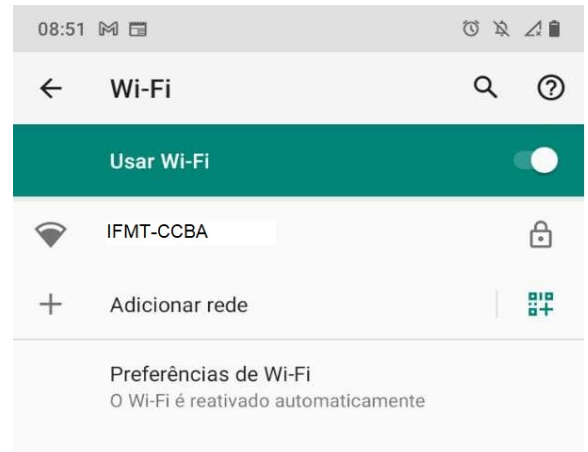 08:51
Wi-Fi
Usar Wi-Fi
IFMT-CCBA
Adicionar rede
Preferências de Wi-Fi
O Wi-Fi é reativado automaticamente